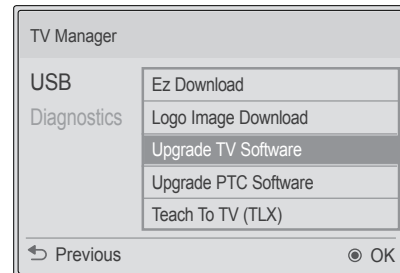 TV Manager
USB
Diagnostics
Ez Download
Logo Image Download
Upgrade TV Software
Upgrade PTC Software
Teach To TV (TLX)
Previous
OK